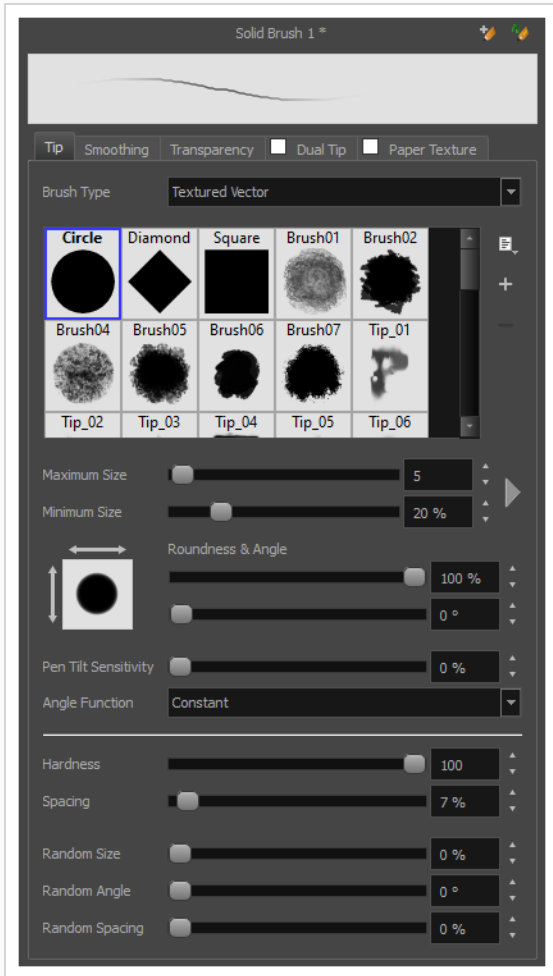 Solid Brush 1 *
Tip Smoothing Transparency Dual Tip Paper Texture
Brush Type Textured Vector
Circle Diamond Square Brush01 Brush02
Brush04 Brush05 Brush06 Brush07 Tip_01
Tip_02 Tip_03 Tip_04 Tip_05 Tip_06
Maximum Size 5
Minimum Size 20 %
Roundness & Angle
100 %
0 °
Pen Tilt Sensitivity 0 %
Angle Function Constant
Hardness 100
Spacing 7 %
Random Size 0 %
Random Angle 0 °
Random Spacing 0 %